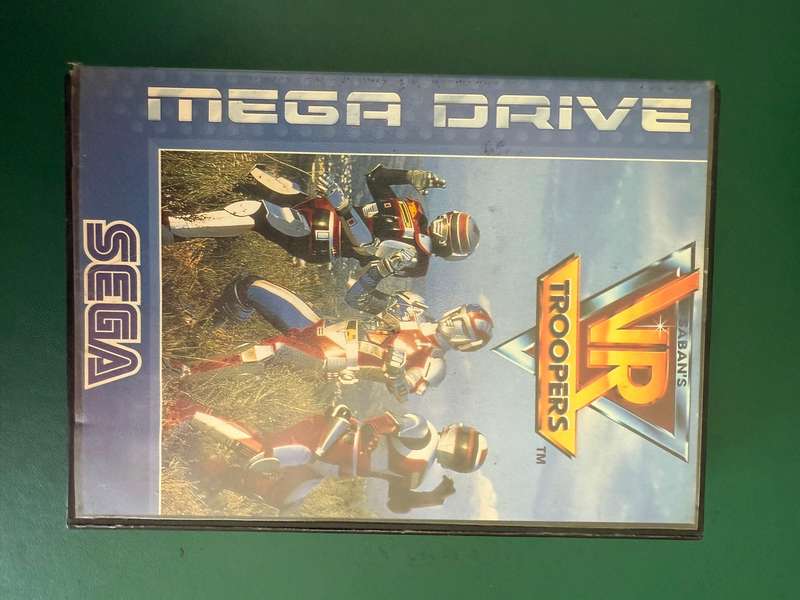 MEGA DRIVE
SABAN'S
VR
TROOPERS
TM
SEGA